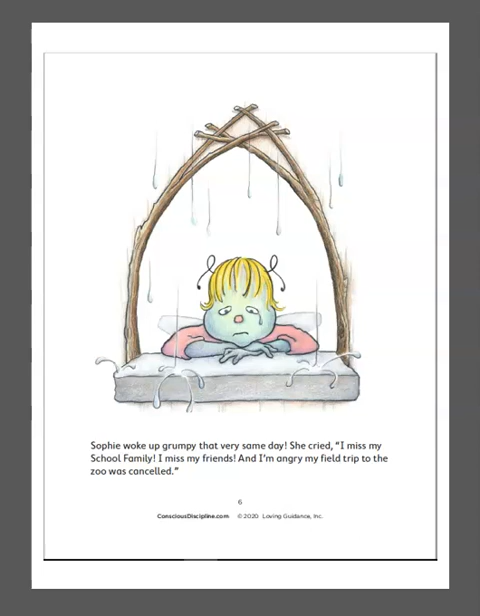 Sophie woke up grumpy that very same day! She cried, “I miss my
School Family! I miss my friends! And I’m angry my field trip to the
zoo was cancelled.”
6
ConsciousDiscipline.com © 2020 Loving Guidance, Inc.